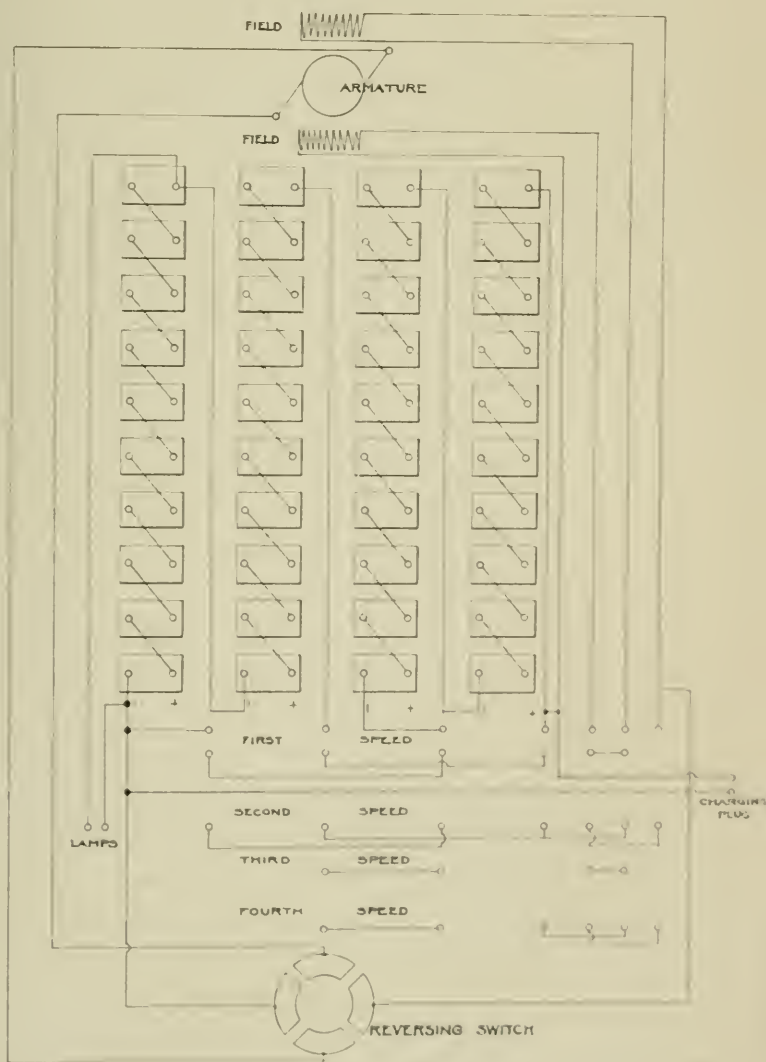 FIELD
ARMATURE
FIELD
FIRST SPEED
SECOND SPEED
CHARGING
PLUG
LAMPS
THIRD SPEED
FOURTH SPEED
REVERSING SWITCH